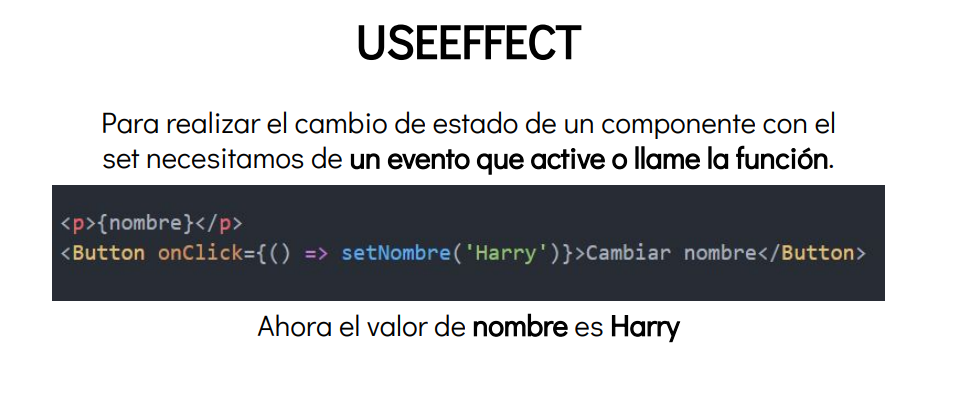 USEEFFECT
Para realizar el cambio de estado de un componente con el
set necesitamos de un evento que active o llame la función.
<p>{nombre}</p>
<Button onClick={() => setNombre('Harry')}>Cambiar nombre</Button>
Ahora el valor de nombre es Harry